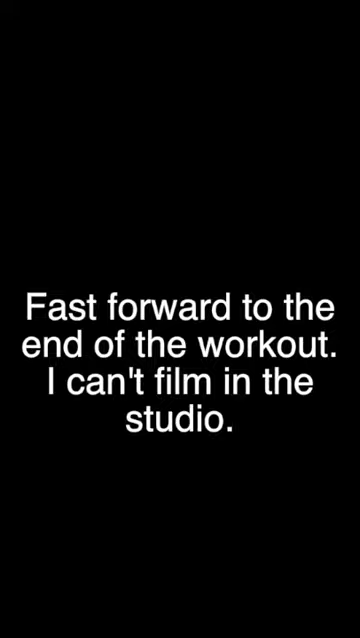 Fast forward to the
end of the workout.
I can't film in the
studio.